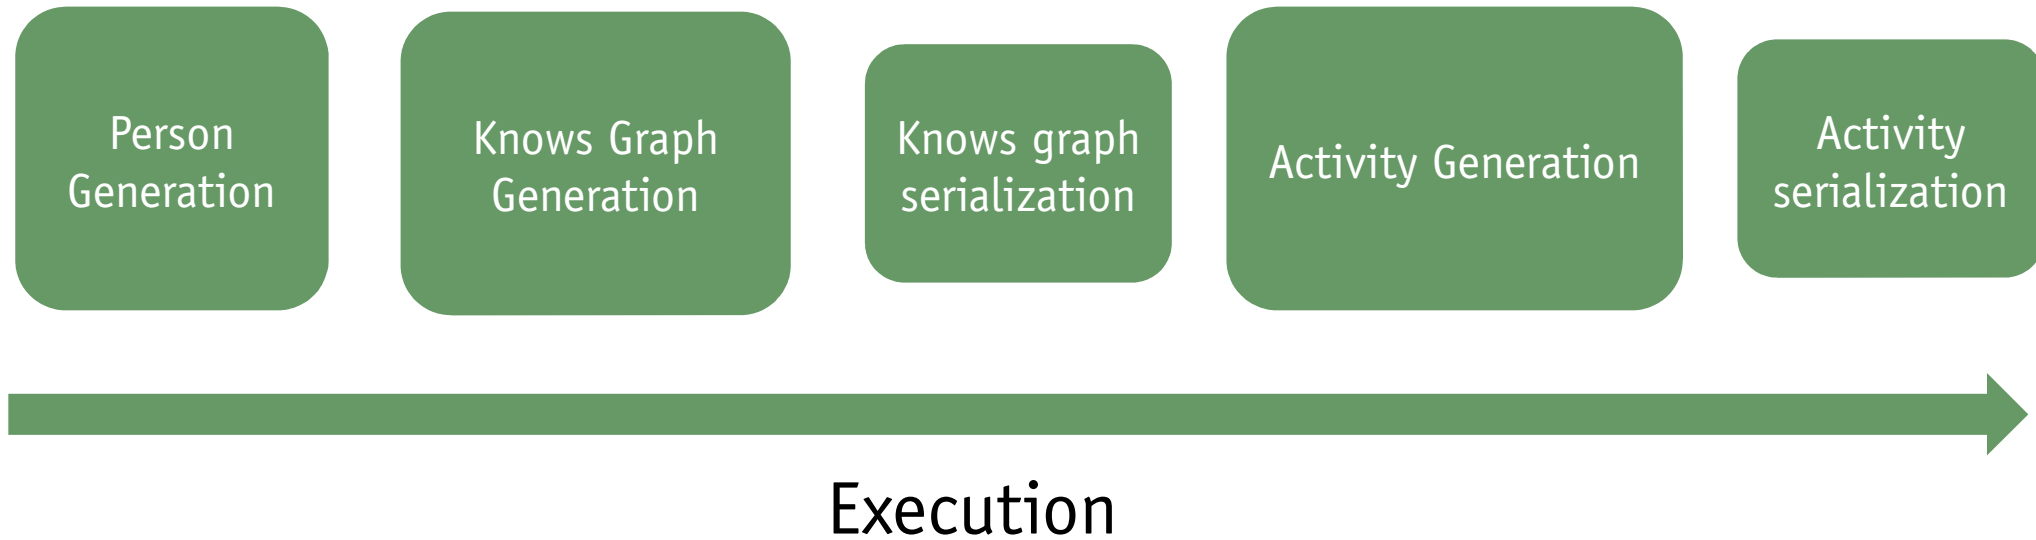 Person
Generation
Knows Graph
Generation
Knows graph
serialization
Activity Generation
Activity
serialization
Execution